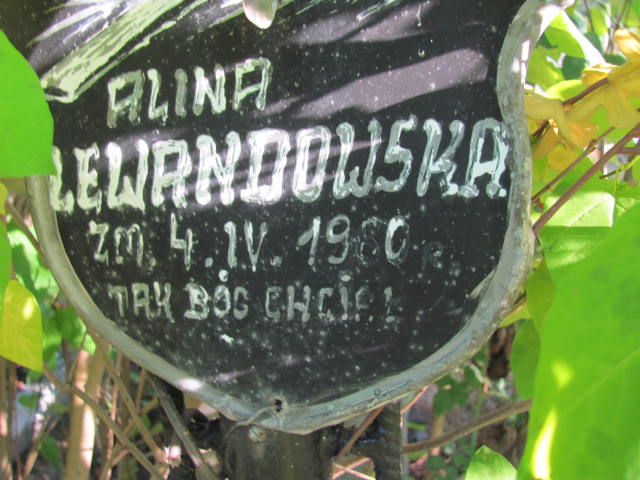 ALINA
LEWANDOWSKA
ZM. 4. IV. 1960 R.
TAK BÓG CHCIAŁ